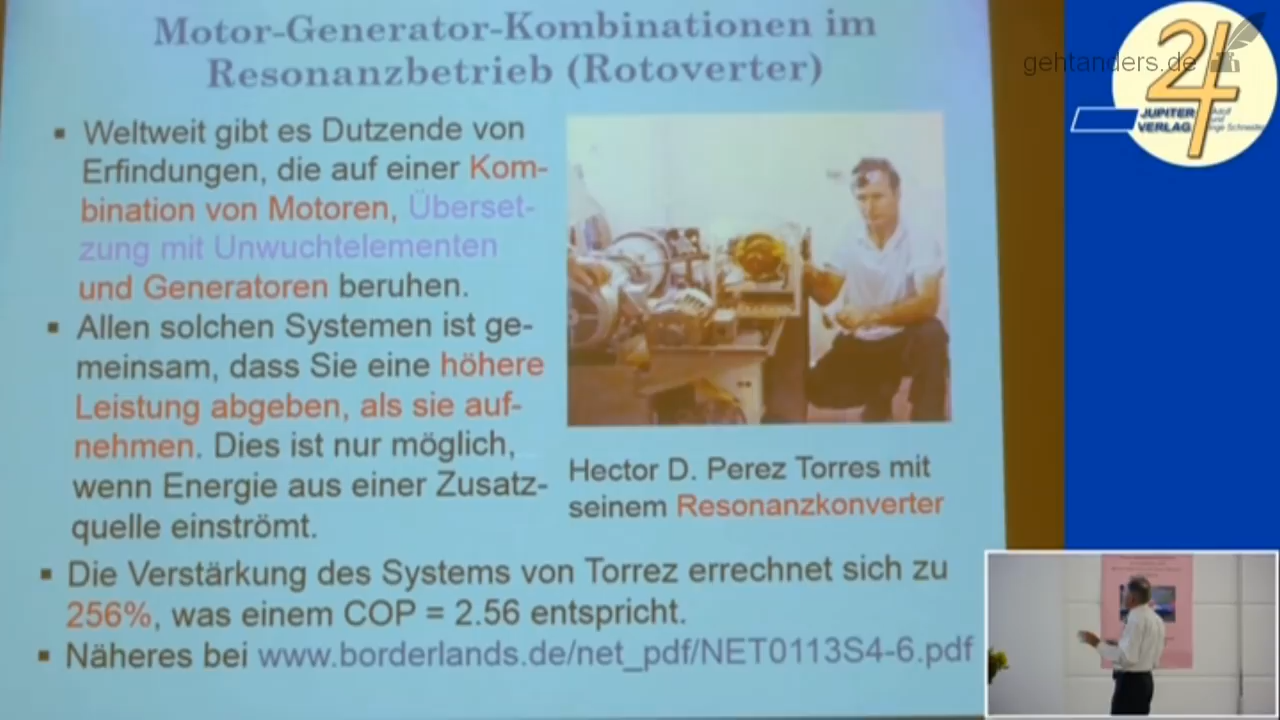 Motor-Generator-Kombinationen im
Resonanzbetrieb (Rotoverter)
▪ Weltweit gibt es Dutzende von
Erfindungen, die auf einer Kom-
bination von Motoren, Überset-
zung mit Unwuchtelementen
und Generatoren beruhen.
▪ Allen solchen Systemen ist ge-
meinsam, dass Sie eine höhere
Leistung abgeben, als sie auf-
nehmen. Dies ist nur möglich,
wenn Energie aus einer Zusatz-
quelle einströmt.
Hector D. Perez Torres mit
seinem Resonanzkonverter
▪ Die Verstärkung des Systems von Torrez errechnet sich zu
256%, was einem COP = 2.56 entspricht.
▪ Näheres bei www.borderlands.de/net_pdf/NET0113S4-6.pdf
gehtanders.de
JUPITER
VERLAG
Adolf
und
Inge Schneider